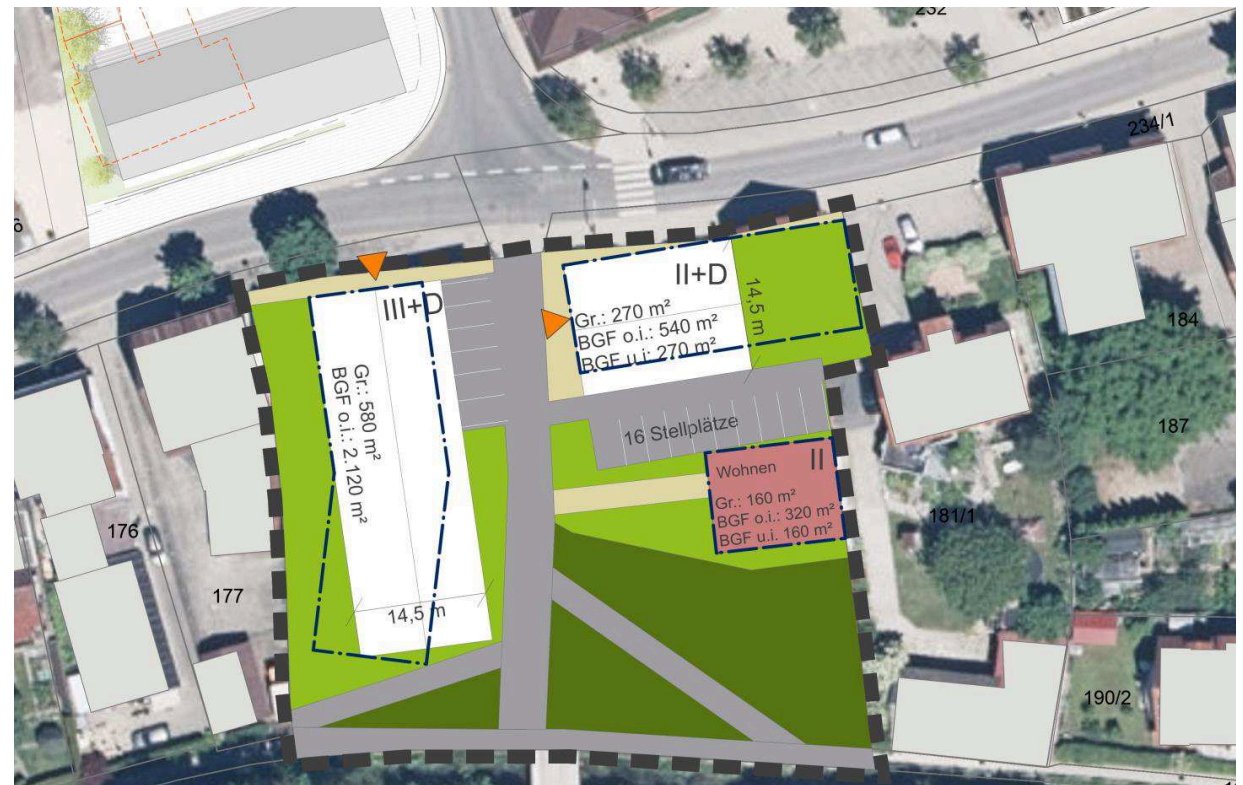 232
234/1
6
III+D
Gr.: 580 m²
BGF o.i.: 2.120 m²
14,5 m
II+D
Gr.: 270 m²
BGF o.i.: 540 m²
BGF u.i: 270 m²
14,5 m
16 Stellplätze
Wohnen
II
Gr.: 160 m²
BGF o.i.: 320 m²
BGF u.i. 160 m²
184
187
176
181/1
177
190/2